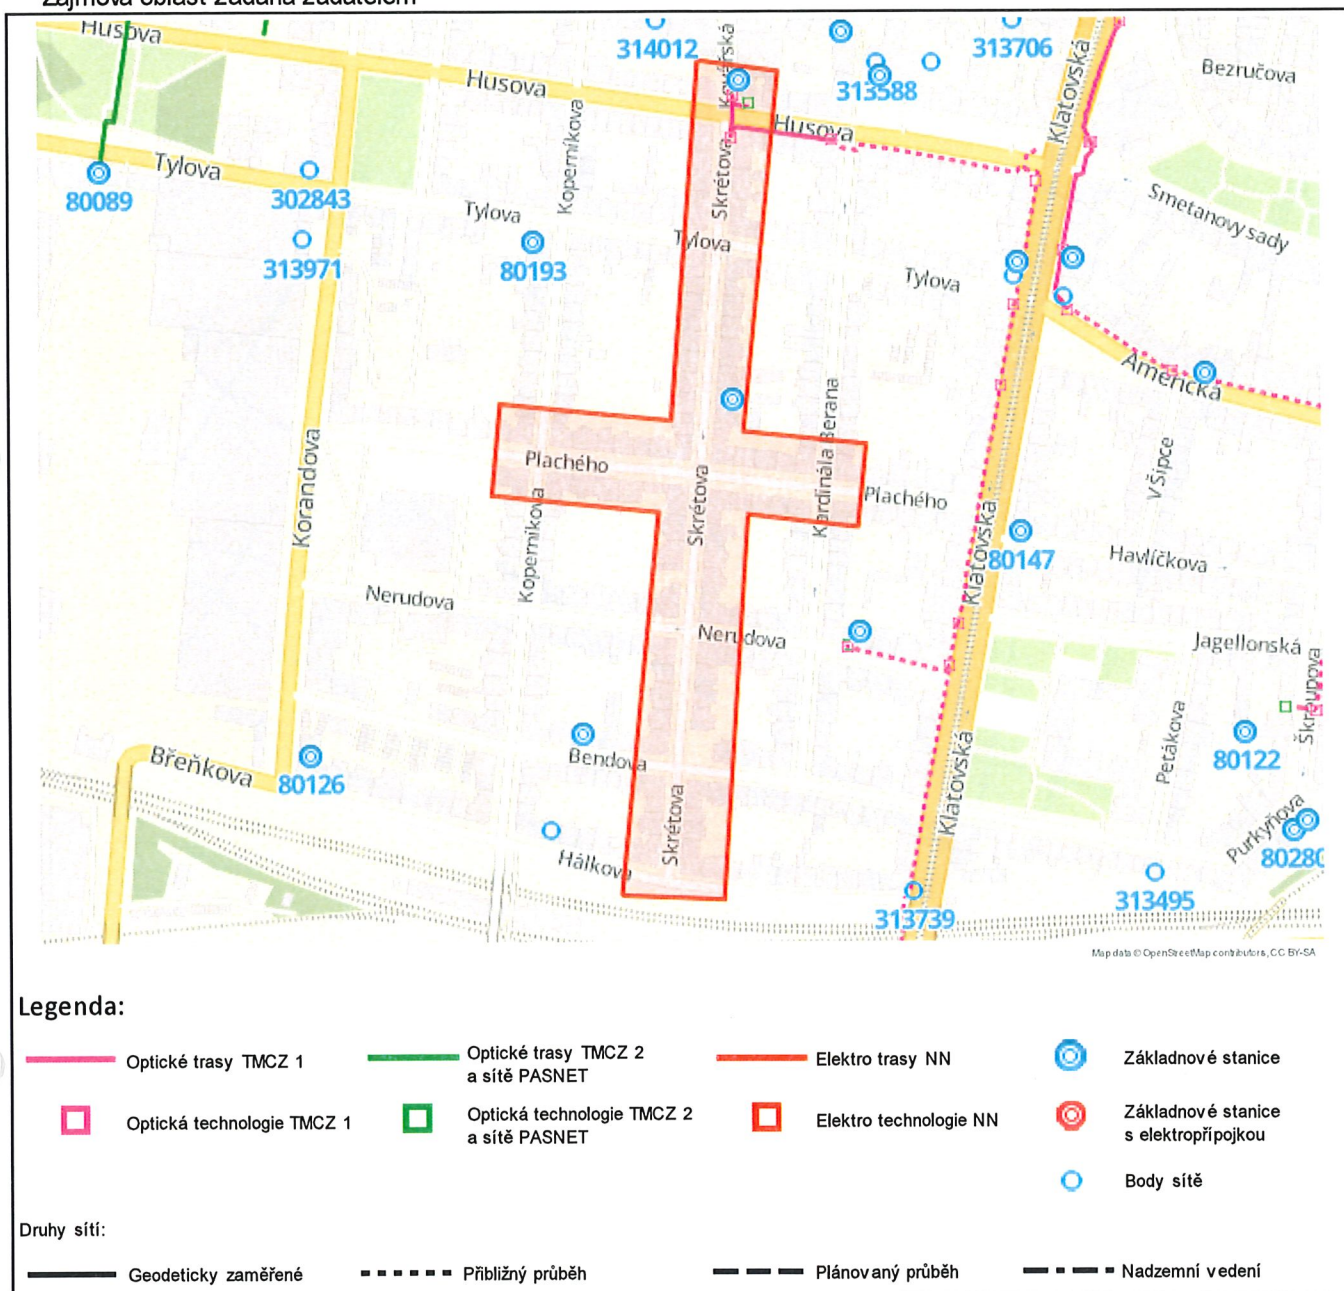 Zájmová oblast zadaná žadatelem
Husova
314012
Kovářská
313588
313706
Klatovská
Bezručova
Husova
Koperníkova
Husova
Tylova
80089
302843
Tylova
Škrétova
Smetanovy sady
313971
80193
Tylova
Tylova
Americká
Korandova
Plachého
Škrétova
Kardinála Berana
Plachého
V Šipce
Koperníkova
Klatovská
80147
Havlíčkova
Nerudova
Nerudova
Jagellonská
Škroupova
Petákova
80122
Břeňkova
80126
Bendova
Škrétova
Klatovská
Purkyňova
80280
Hálkova
313739
313495
Map data © OpenStreetMap contributors, CC BY-SA
Legenda:
Optické trasy TMCZ 1
Optické trasy TMCZ 2
a sítě PASNET
Elektro trasy NN
Základnové stanice
Optická technologie TMCZ 1
Optická technologie TMCZ 2
a sítě PASNET
Elektro technologie NN
Základnové stanice
s elektropřípojkou
Body sítě
Druhy sítí:
Geodeticky zaměřené
Přibližný průběh
Plánovaný průběh
Nadzemní vedení